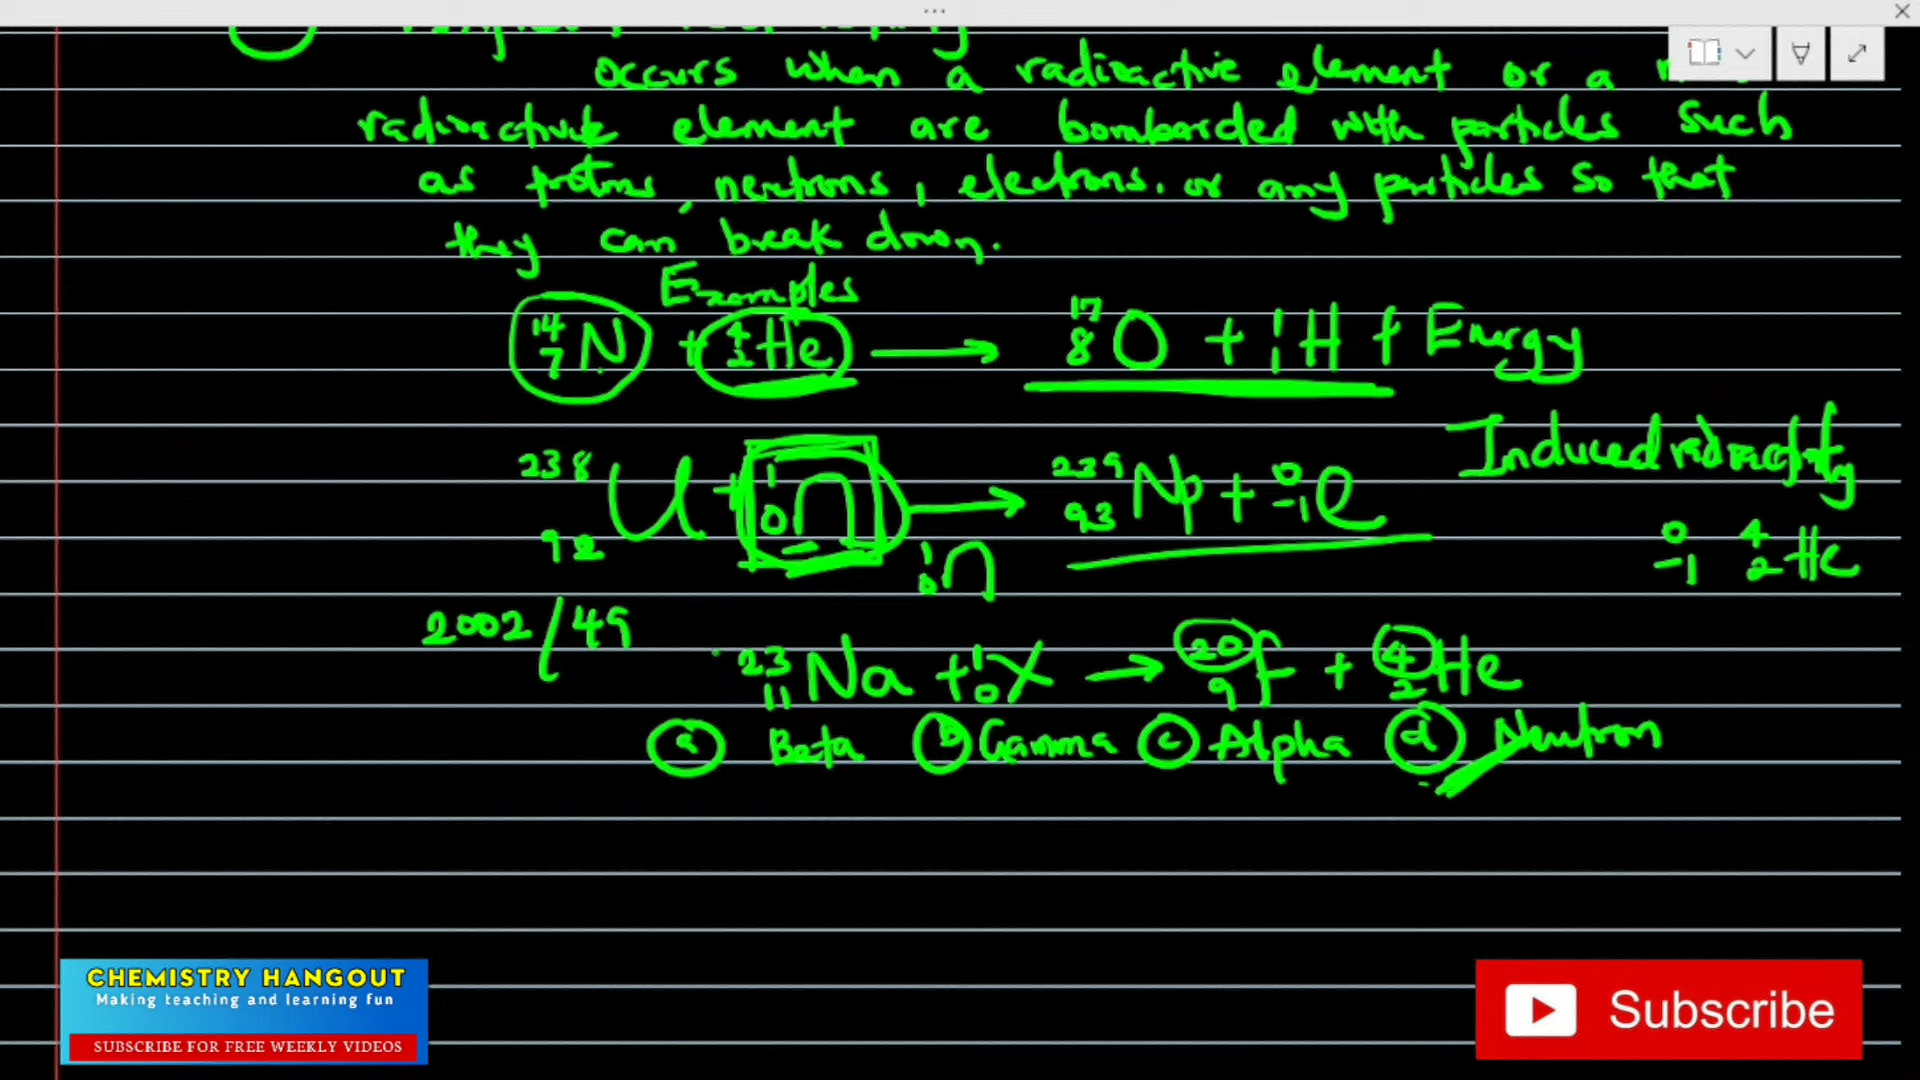 occurs when a radioactive element or a
radioactive element are bombarded with particles such
as protons, neutrons, electrons. or any particles so that
they can break down.
Examples
14 7 N + 4 2 He → 17 8 O + 1 1 H + Energy
Induced radioactivity
238 92 U + 1 0 n → 239 93 Np + 0 -1 e
1 0 n
0 -1 4 2 He
2002/49
23 11 Na + 1 0 X → 20 9 f + 4 2 He
(a) Beta (b) Gamma (c) Alpha (d) Neutron
CHEMISTRY HANGOUT
Making teaching and learning fun
SUBSCRIBE FOR FREE WEEKLY VIDEOS
Subscribe